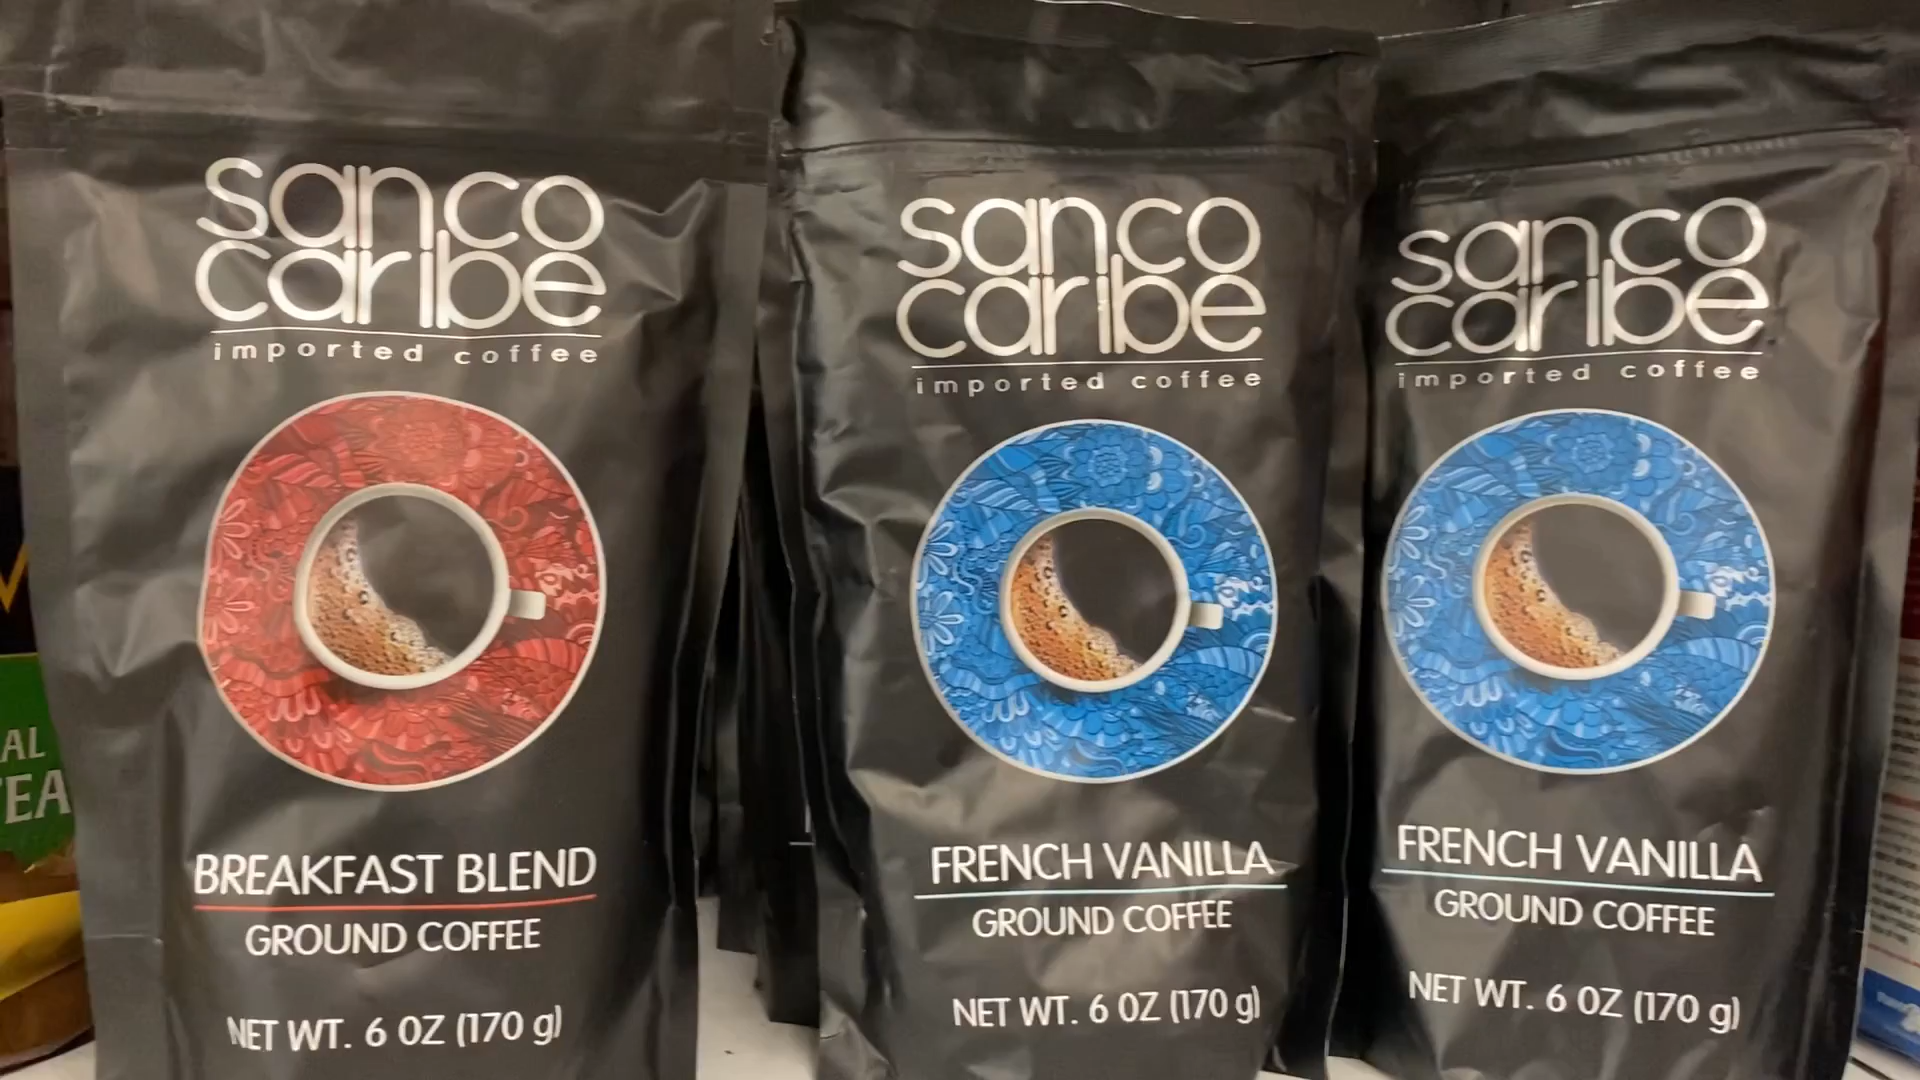 sanco
caribe
imported coffee
BREAKFAST BLEND
GROUND COFFEE
NET WT. 6 OZ (170 g)
sanco
caribe
imported coffee
FRENCH VANILLA
GROUND COFFEE
NET WT. 6 OZ (170 g)
sanco
caribe
imported coffee
FRENCH VANILLA
GROUND COFFEE
NET WT. 6 OZ (170 g)
AL
TEA